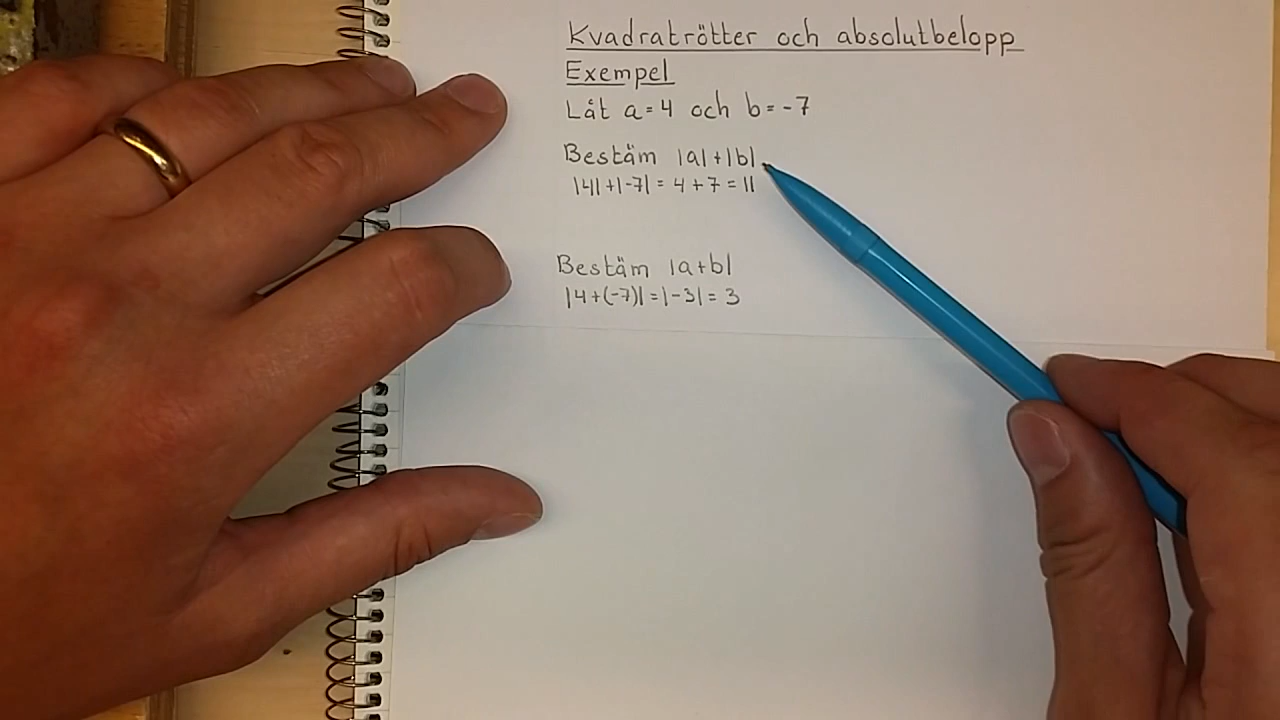 Kvadratrötter och absolutbelopp
Exempel
Låt a=4 och b=-7
Bestäm |a|+|b|
|4|+|-7| = 4+7 = 11
Bestäm |a+b|
|4+(-7)| = |-3| = 3